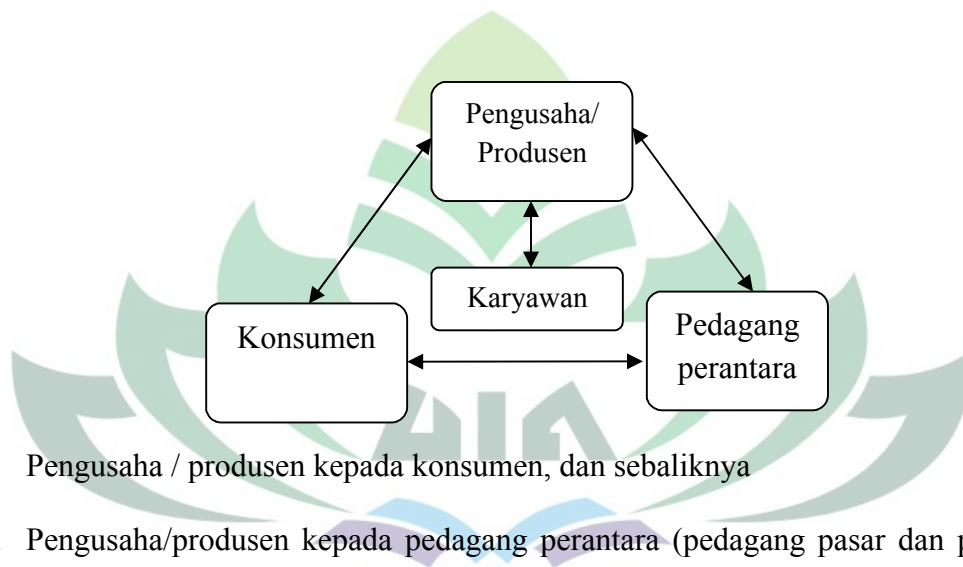 Pengusaha/
Produsen
Karyawan
Konsumen
Pedagang
perantara
UIN
Pengusaha / produsen kepada konsumen, dan sebaliknya
Pengusaha/produsen kepada pedagang perantara (pedagang pasar dan p